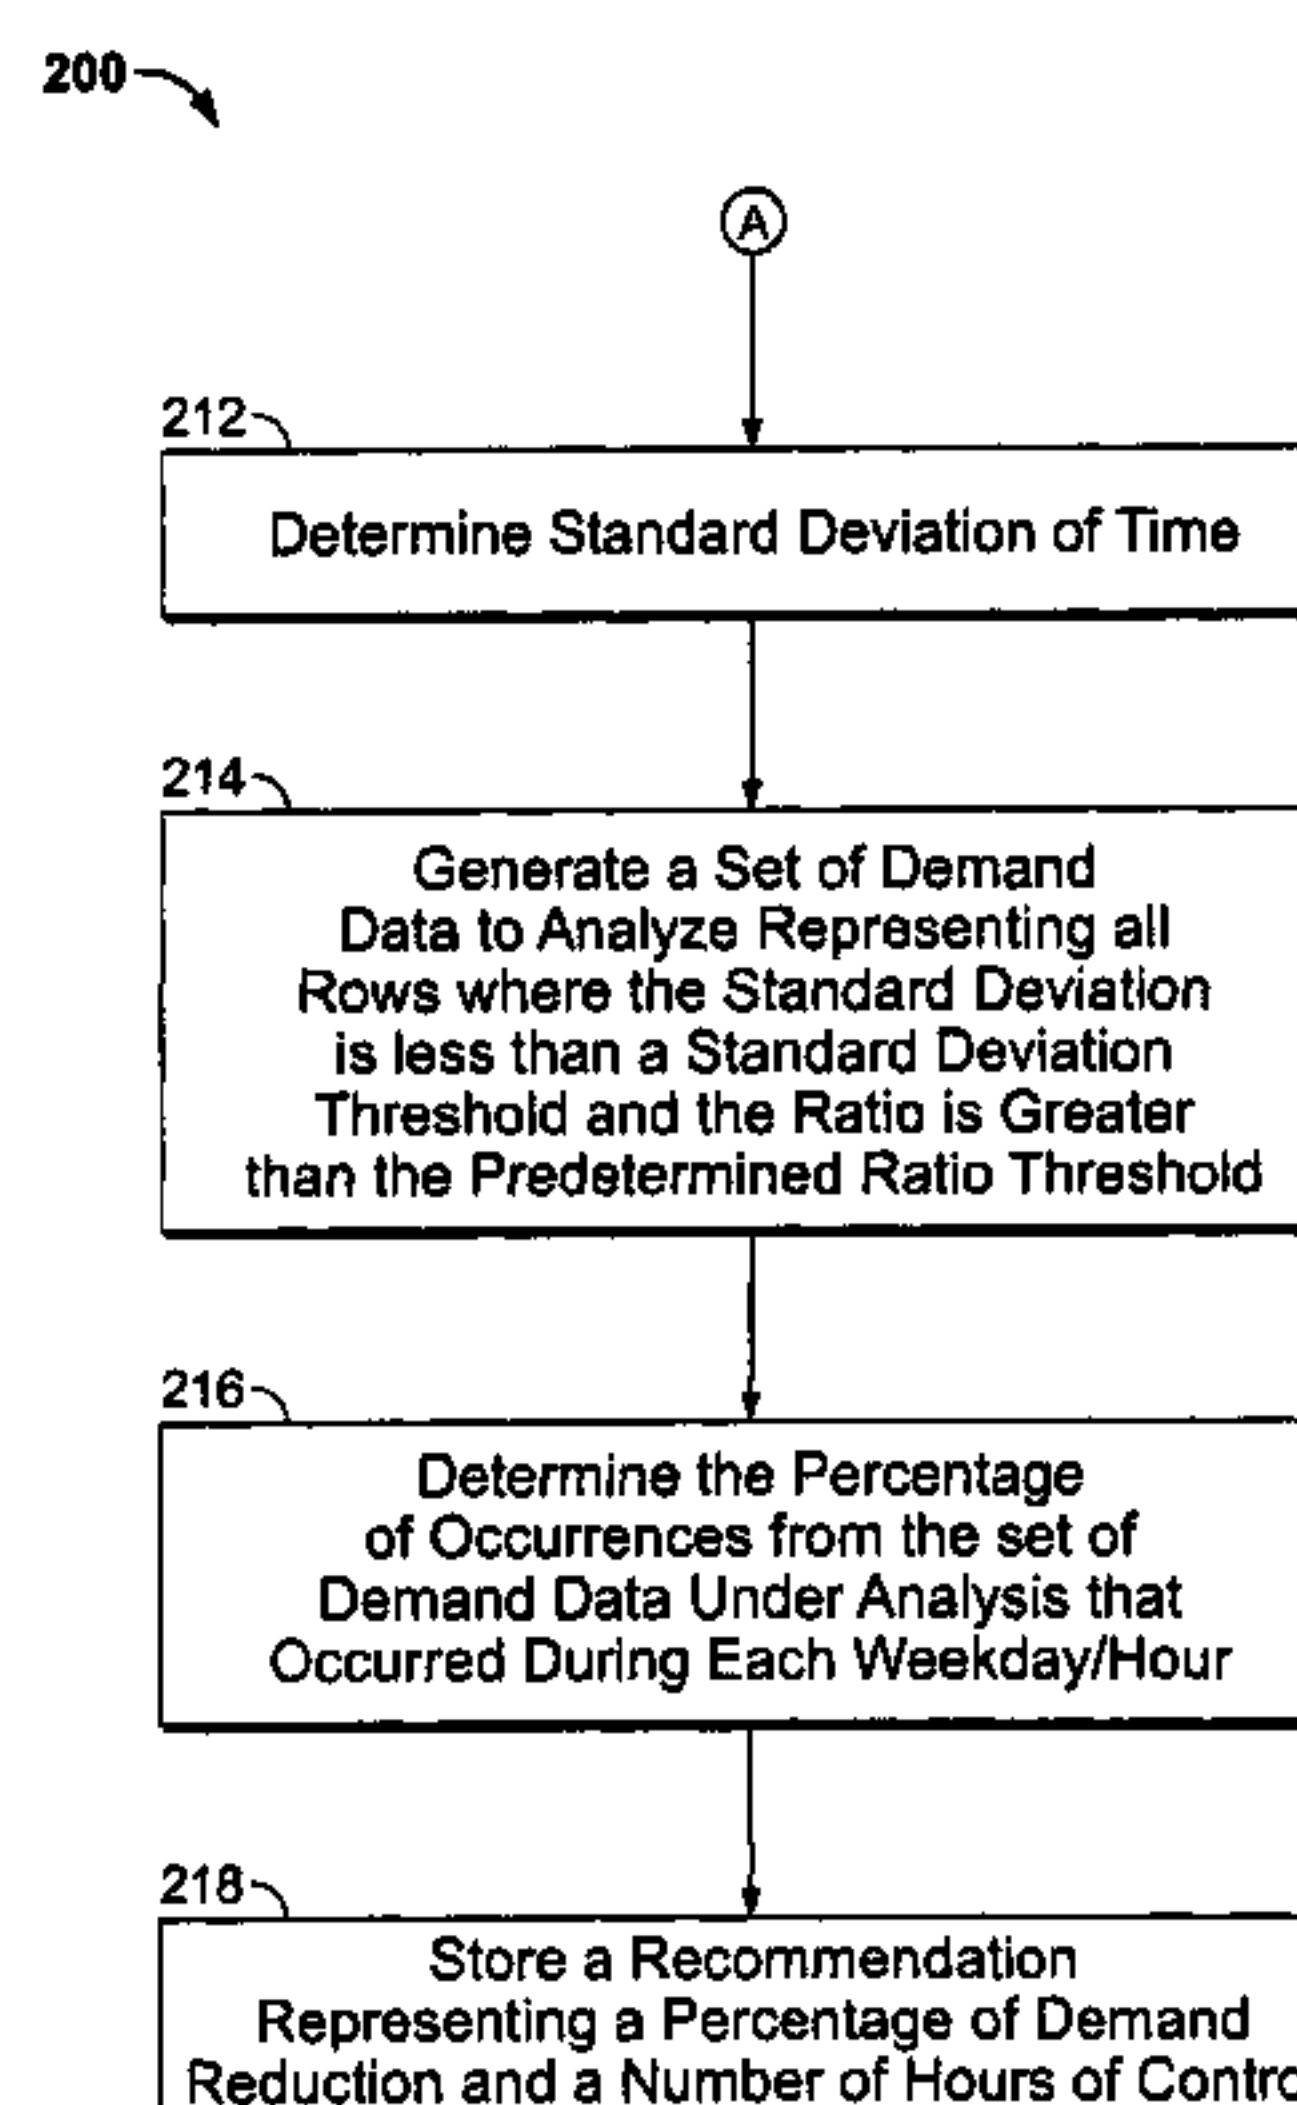 200
A
212
Determine Standard Deviation of Time
214
Generate a Set of Demand
Data to Analyze Representing all
Rows where the Standard Deviation
is less than a Standard Deviation
Threshold and the Ratio is Greater
than the Predetermined Ratio Threshold
216
Determine the Percentage
of Occurrences from the set of
Demand Data Under Analysis that
Occurred During Each Weekday/Hour
218
Store a Recommendation
Representing a Percentage of Demand
Reduction and a Number of Hours of